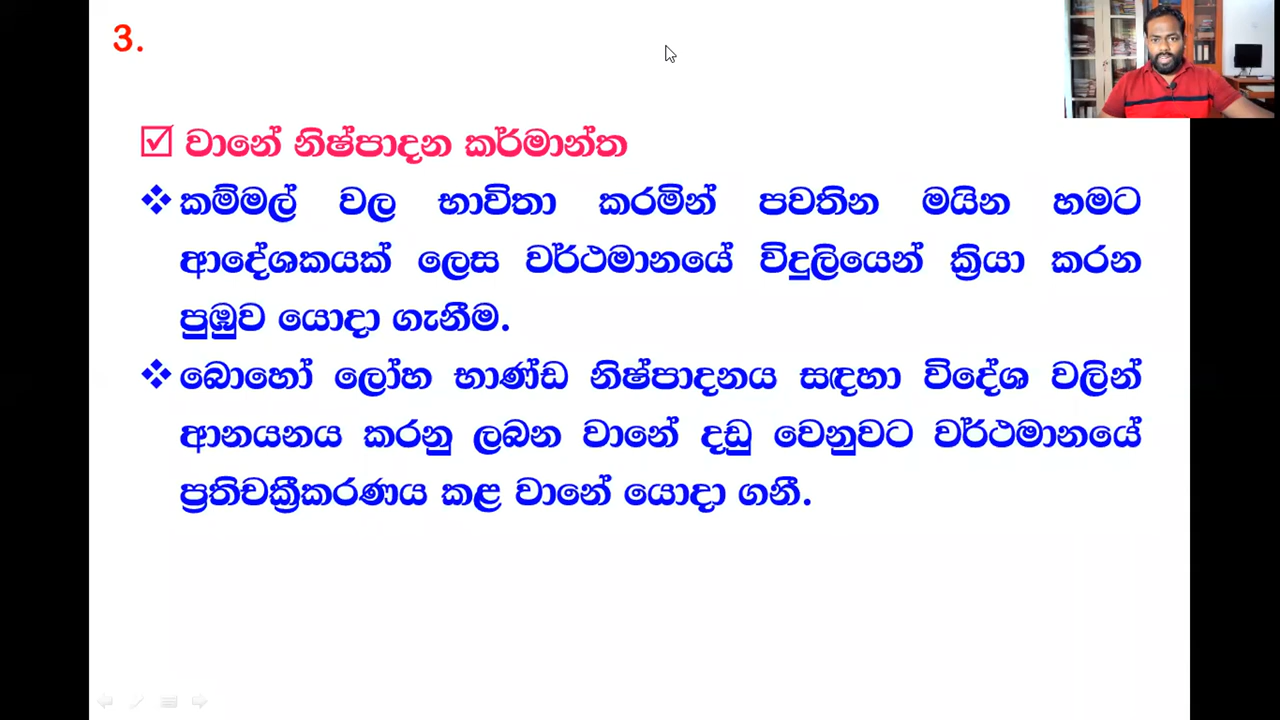 3.
වානේ නිෂ්පාදන කර්මාන්ත
කම්මල් වල භාවිතා කරමින් පවතින මයින හමට
ආදේශකයක් ලෙස වර්ථමානයේ විදුලියෙන් ක්‍රියා කරන
පුඹුව යොදා ගැනීම.
බොහෝ ලෝහ භාණ්ඩ නිෂ්පාදනය සඳහා විදේශ වලින්
ආනයනය කරනු ලබන වානේ දඬු වෙනුවට වර්ථමානයේ
ප්‍රතිචක්‍රීකරණය කළ වානේ යොදා ගනී.